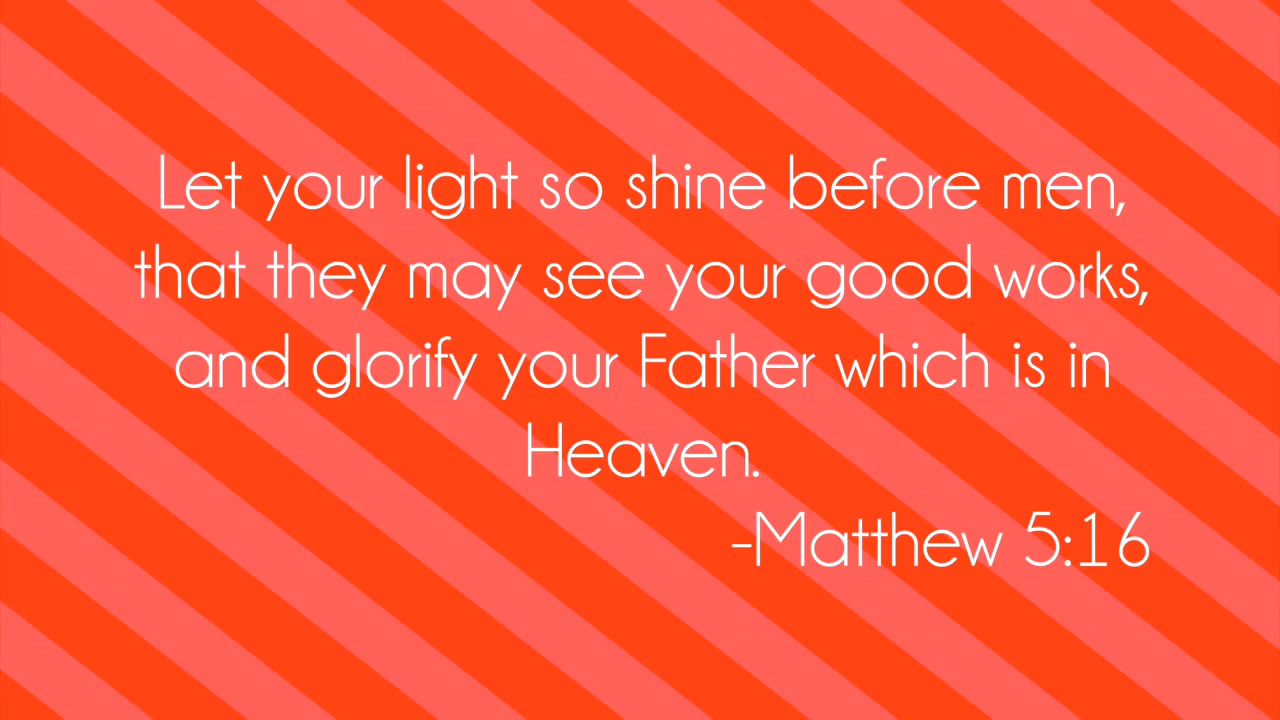 Let your light so shine before men,
that they may see your good works,
and glorify your Father which is in
Heaven.
-Matthew 5:16